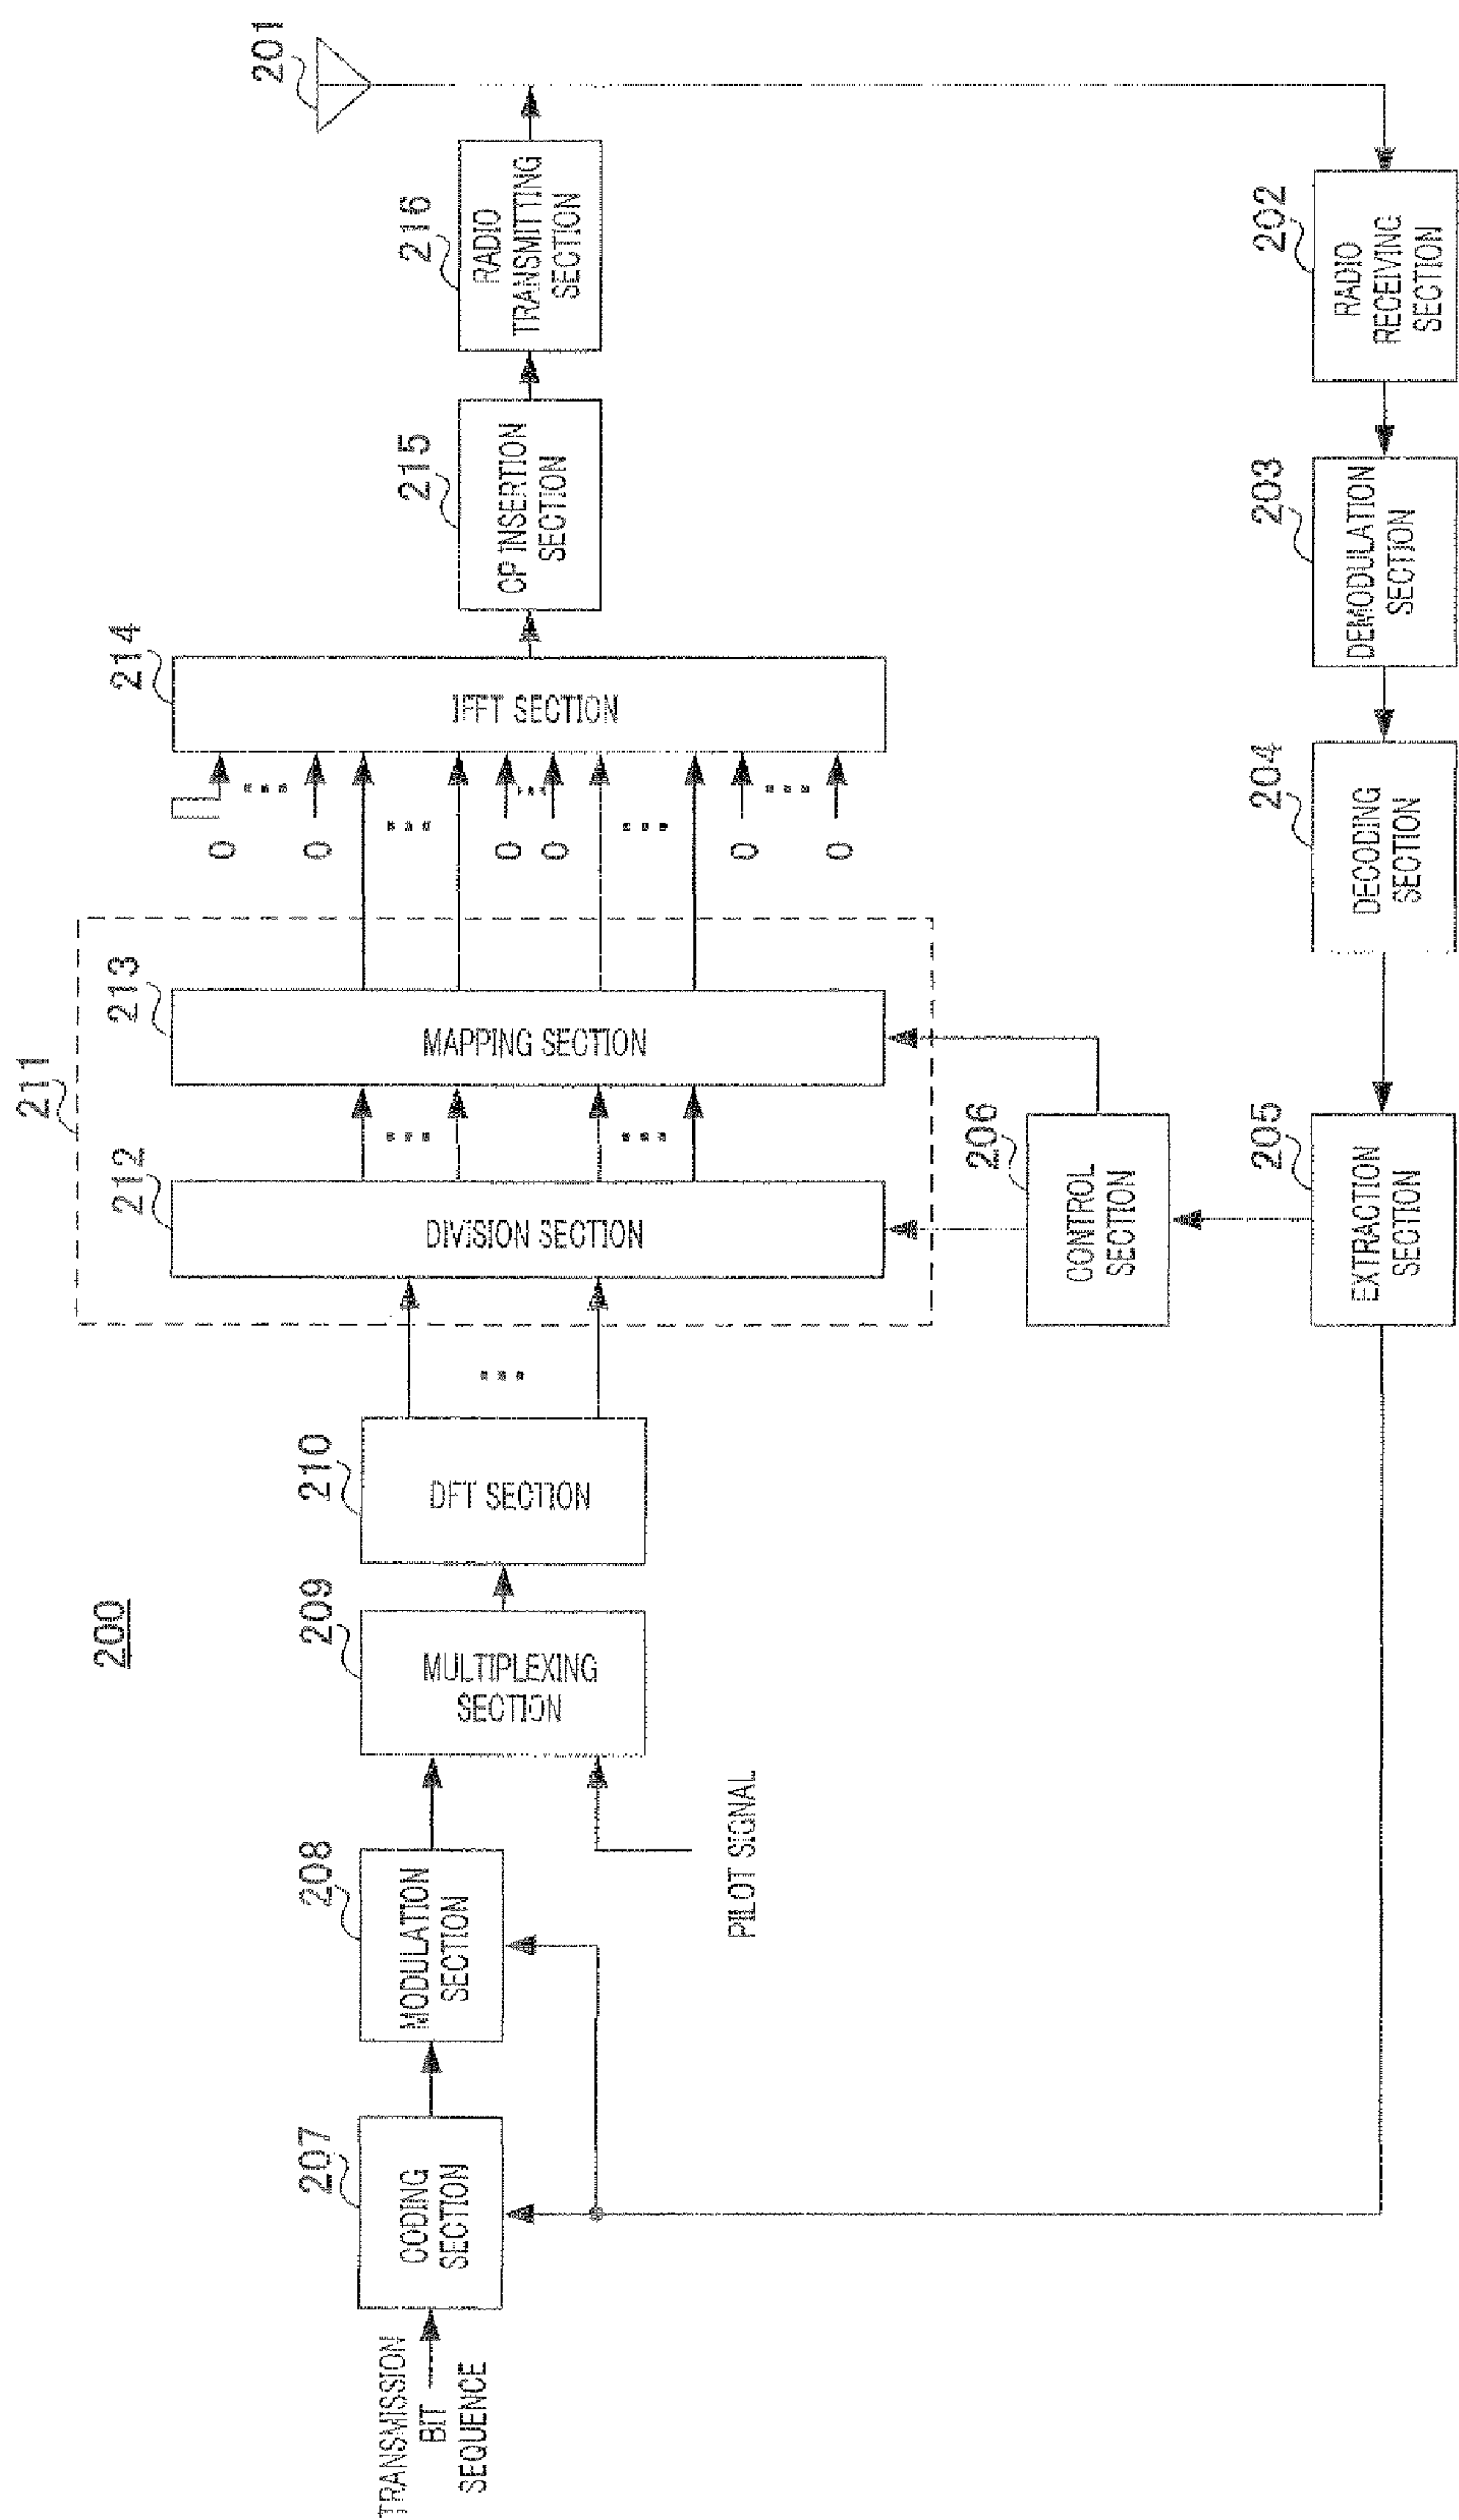 200
TRANSMISSION
BIT
SEQUENCE
207
CODING
SECTION
208
MODULATION
SECTION
PILOT SIGNAL
209
MULTIPLEXING
SECTION
210
DFT SECTION
211
212
DIVISION SECTION
213
MAPPING SECTION
0
0
0
0
0
0
214
IFFT SECTION
215
CP INSERTION
SECTION
216
RADIO
TRANSMITTING
SECTION
201
206
CONTROL
SECTION
205
EXTRACTION
SECTION
204
DECODING
SECTION
203
DEMODULATION
SECTION
202
RADIO
RECEIVING
SECTION